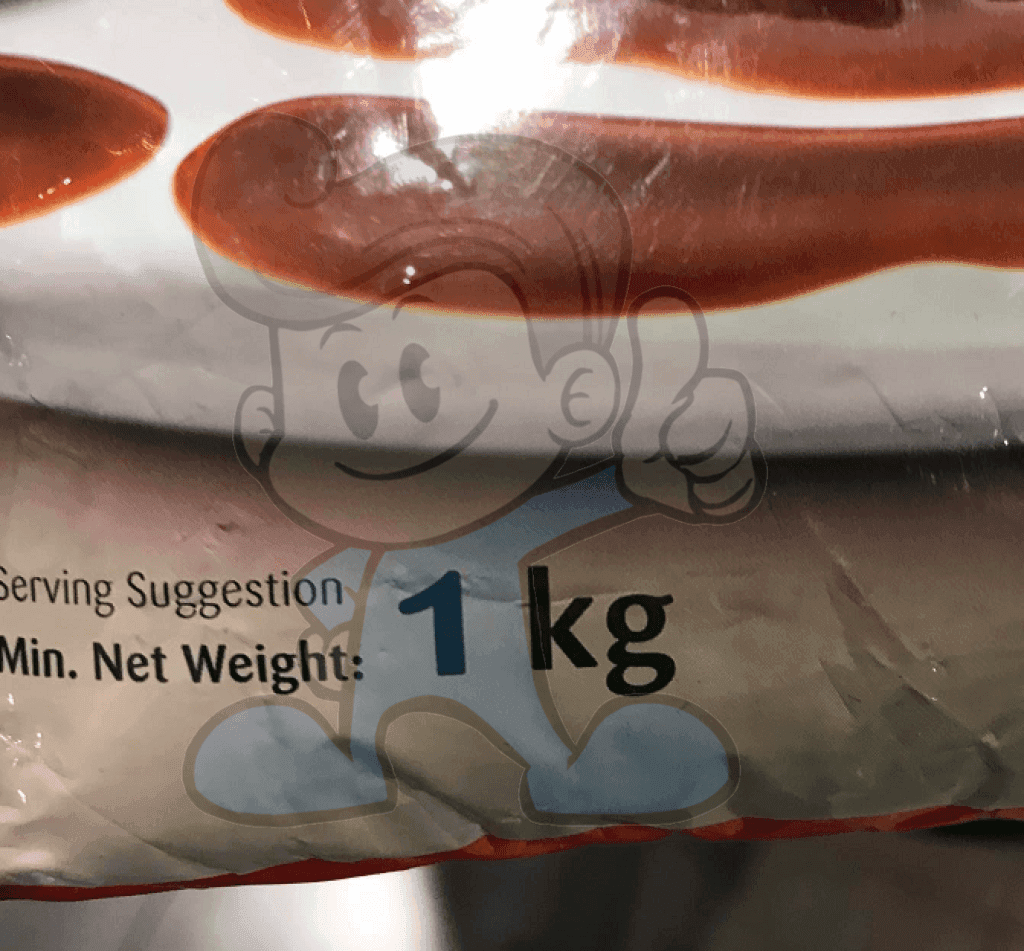 Serving Suggestion
Min. Net Weight: 1 kg